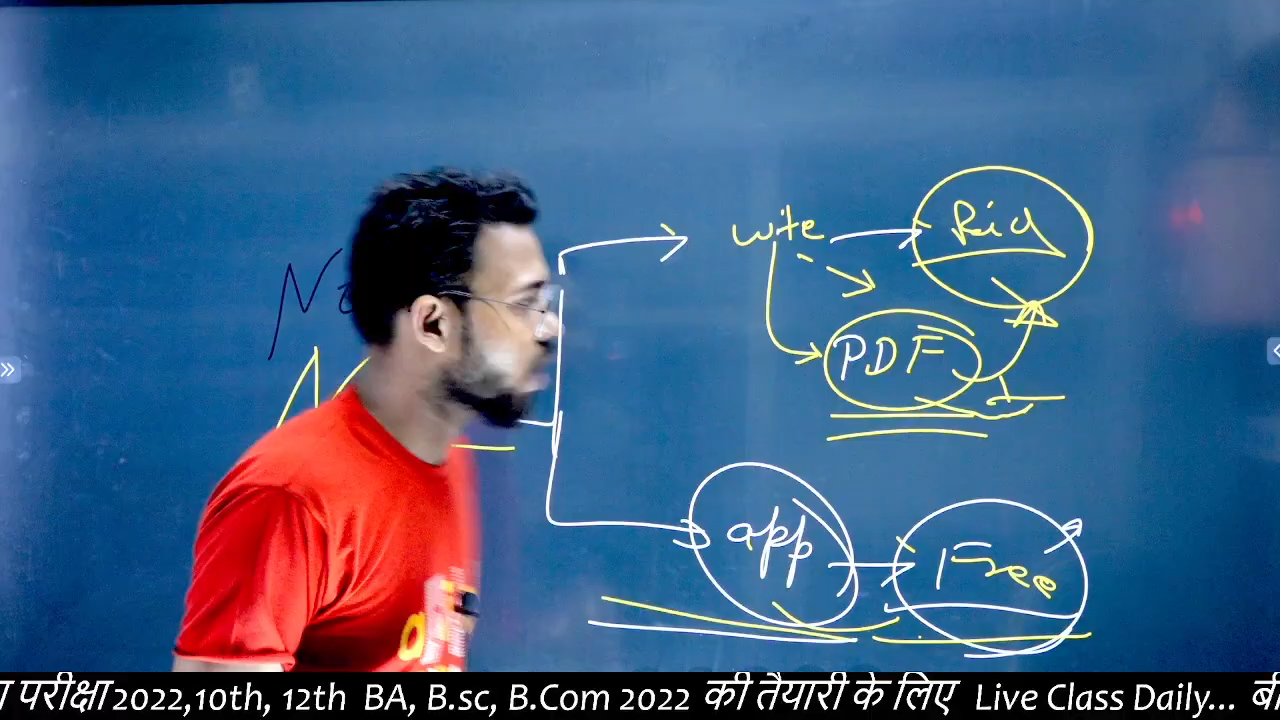 wite
PDF
app
Free
परीक्षा 2022,10th, 12th BA, B.sc, B.Com 2022 की तैयारी के लिए Live Class Daily...